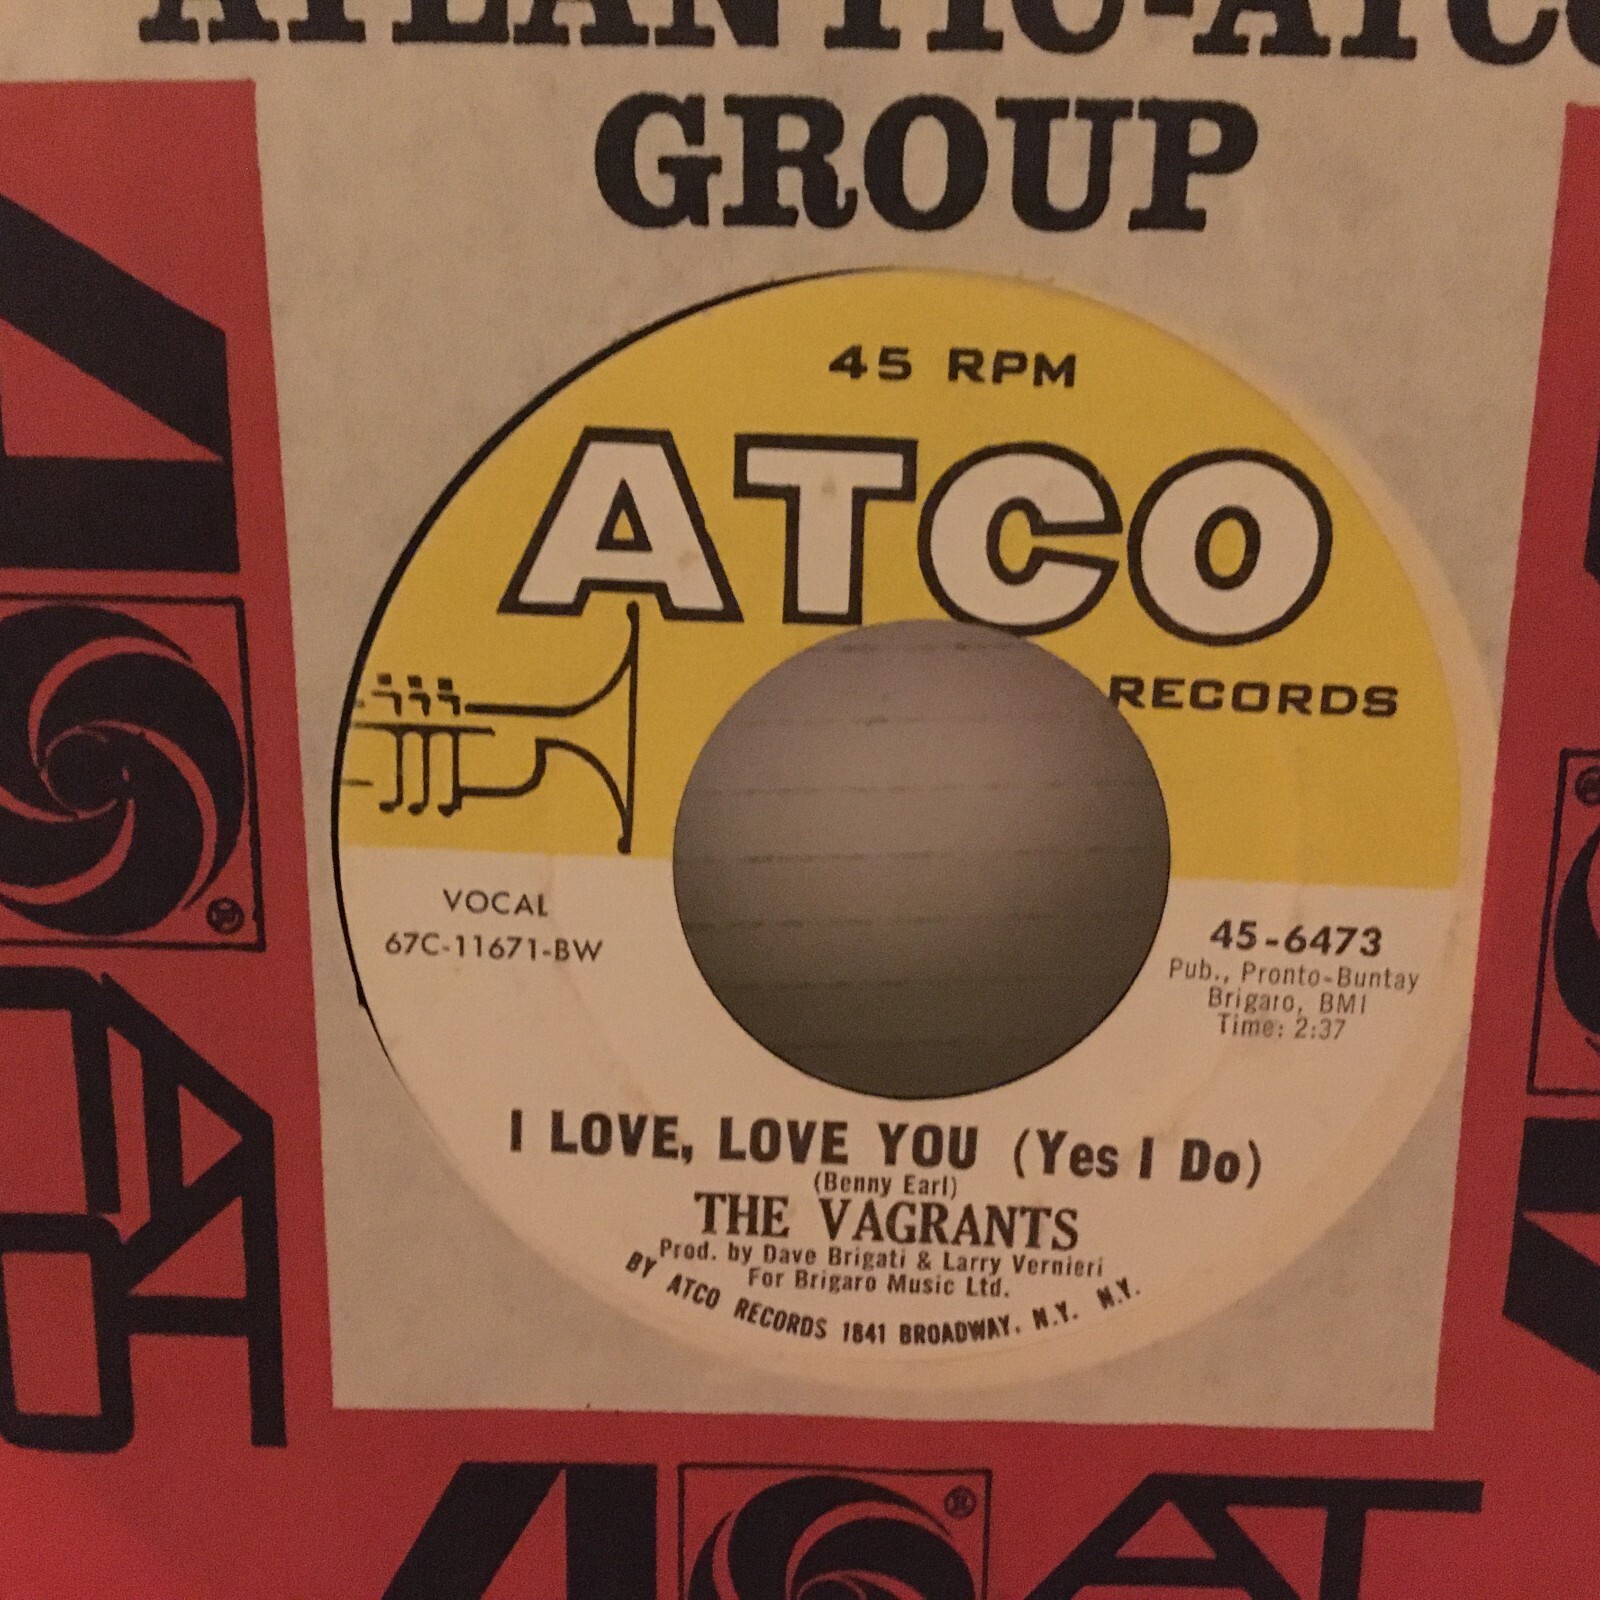 ATLANTIC-ATCO
GROUP
45 RPM
ATCO
RECORDS
VOCAL
67C-11671-BW
45-6473
Pub., Pronto-Buntay
Brigaro, BMI
Time: 2:37
I LOVE, LOVE YOU (Yes I Do)
(Benny Earl)
THE VAGRANTS
Prod. by Dave Brigati & Larry Vernieri
For Brigaro Music Ltd.
BY ATCO RECORDS 1841 BROADWAY, N.Y. N.Y.